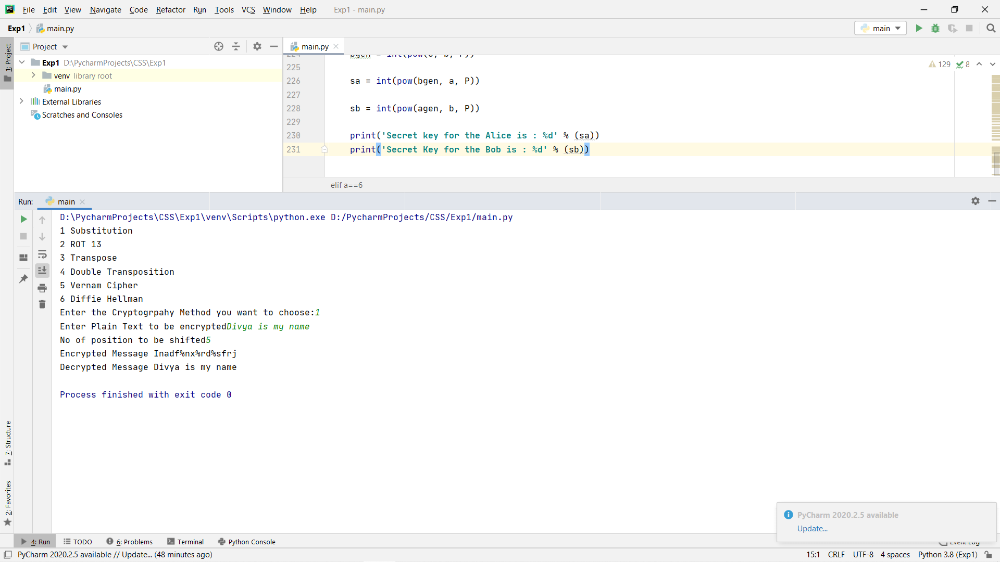 File Edit View Navigate Code Refactor Run Tools VCS Window Help Exp1 - main.py
Exp1 main.py main
1: Project
Project
main.py
Exp1 D:\PycharmProjects\CSS\Exp1
venv library root
main.py
External Libraries
Scratches and Consoles
129 8
225
226 sa = int(pow(bgen, a, P))
227
228 sb = int(pow(agen, b, P))
229
230 print('Secret key for the Alice is : %d' % (sa))
231 print('Secret Key for the Bob is : %d' % (sb))
elif a==6
Run: main
D:\PycharmProjects\CSS\Exp1\venv\Scripts\python.exe D:/PycharmProjects/CSS/Exp1/main.py
1 Substitution
2 ROT 13
3 Transpose
4 Double Transposition
5 Vernam Cipher
6 Diffie Hellman
Enter the Cryptogrpahy Method you want to choose:1
Enter Plain Text to be encryptedDivya is my name
No of position to be shifted5
Encrypted Message Inadf%nx%rd%sfrj
Decrypted Message Divya is my name
Process finished with exit code 0
7: Structure
2: Favorites
PyCharm 2020.2.5 available
Update...
4: Run TODO 6: Problems Terminal Python Console Event Log
PyCharm 2020.2.5 available // Update... (48 minutes ago) 15:1 CRLF UTF-8 4 spaces Python 3.8 (Exp1)